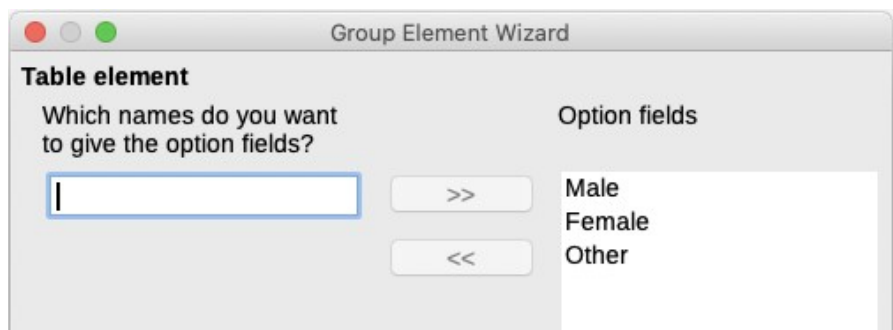 Group Element Wizard
Table element
Which names do you want
to give the option fields?
Option fields
>>
<<
Male
Female
Other